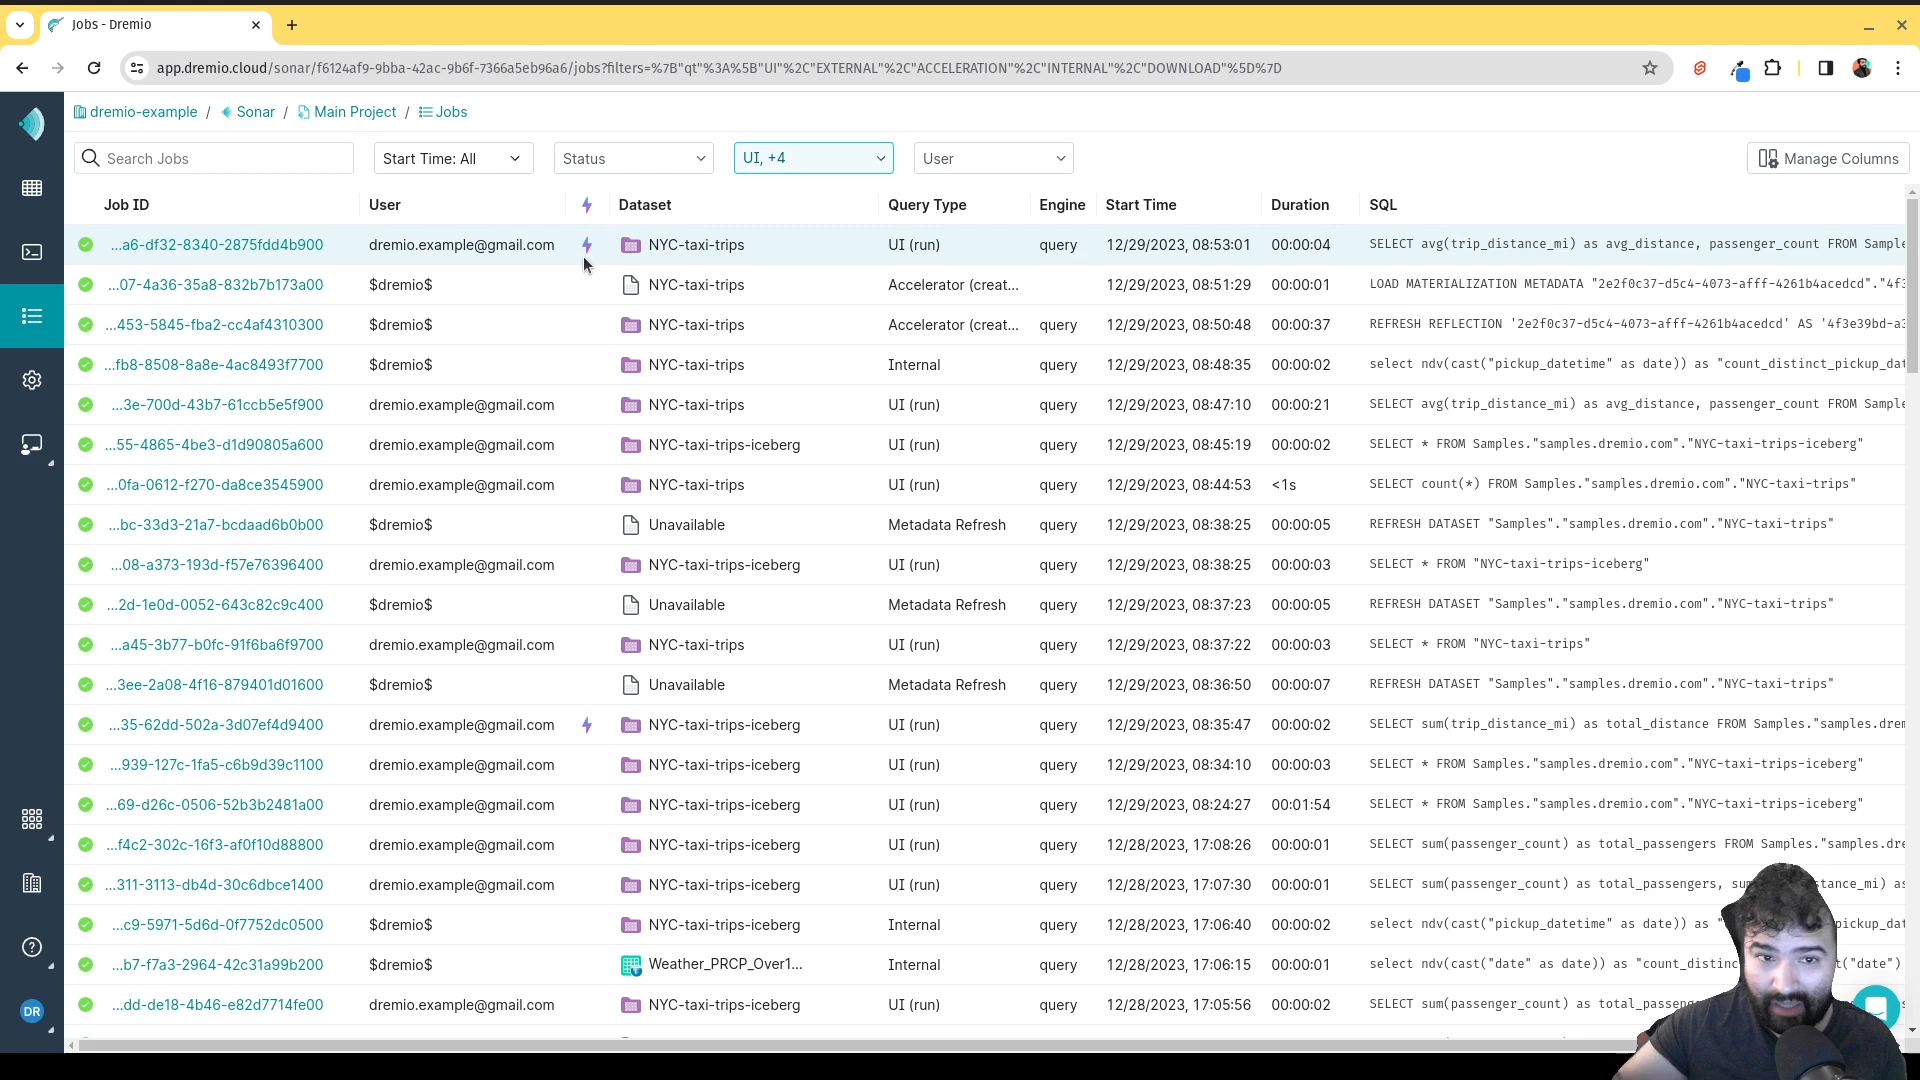 Jobs - Dremio
app.dremio.cloud/sonar/f6124af9-9bba-42ac-9b6f-7366a5eb96a6/jobs?filters=%7B"qt"%3A%5B"UI"%2C"EXTERNAL"%2C"ACCELERATION"%2C"INTERNAL"%2C"DOWNLOAD"%5D%7D
dremio-example / Sonar / Main Project / Jobs
Search Jobs Start Time: All Status UI, +4 User Manage Columns
Job ID User Dataset Query Type Engine Start Time Duration SQL
...a6-df32-8340-2875fdd4b900 dremio.example@gmail.com NYC-taxi-trips UI (run) query 12/29/2023, 08:53:01 00:00:04 SELECT avg(trip_distance_mi) as avg_distance, passenger_count FROM Sample
...07-4a36-35a8-832b7b173a00 $dremio$ NYC-taxi-trips Accelerator (creat... 12/29/2023, 08:51:29 00:00:01 LOAD MATERIALIZATION METADATA "2e2f0c37-d5c4-4073-afff-4261b4acedcd"."4f3
...453-5845-fba2-cc4af4310300 $dremio$ NYC-taxi-trips Accelerator (creat... query 12/29/2023, 08:50:48 00:00:37 REFRESH REFLECTION '2e2f0c37-d5c4-4073-afff-4261b4acedcd' AS '4f3e39bd-a3
...fb8-8508-8a8e-4ac8493f7700 $dremio$ NYC-taxi-trips Internal query 12/29/2023, 08:48:35 00:00:02 select ndv(cast("pickup_datetime" as date)) as "count_distinct_pickup_dat
...3e-700d-43b7-61ccb5e5f900 dremio.example@gmail.com NYC-taxi-trips UI (run) query 12/29/2023, 08:47:10 00:00:21 SELECT avg(trip_distance_mi) as avg_distance, passenger_count FROM Sample
...55-4865-4be3-d1d90805a600 dremio.example@gmail.com NYC-taxi-trips-iceberg UI (run) query 12/29/2023, 08:45:19 00:00:02 SELECT * FROM Samples."samples.dremio.com"."NYC-taxi-trips-iceberg"
...0fa-0612-f270-da8ce3545900 dremio.example@gmail.com NYC-taxi-trips UI (run) query 12/29/2023, 08:44:53 <1s SELECT count(*) FROM Samples."samples.dremio.com"."NYC-taxi-trips"
...bc-33d3-21a7-bcdaad6b0b00 $dremio$ Unavailable Metadata Refresh query 12/29/2023, 08:38:25 00:00:05 REFRESH DATASET "Samples"."samples.dremio.com"."NYC-taxi-trips"
...08-a373-193d-f57e76396400 dremio.example@gmail.com NYC-taxi-trips-iceberg UI (run) query 12/29/2023, 08:38:25 00:00:03 SELECT * FROM "NYC-taxi-trips-iceberg"
...2d-1e0d-0052-643c82c9c400 $dremio$ Unavailable Metadata Refresh query 12/29/2023, 08:37:23 00:00:05 REFRESH DATASET "Samples"."samples.dremio.com"."NYC-taxi-trips"
...a45-3b77-b0fc-91f6ba6f9700 dremio.example@gmail.com NYC-taxi-trips UI (run) query 12/29/2023, 08:37:22 00:00:03 SELECT * FROM "NYC-taxi-trips"
...3ee-2a08-4f16-879401d01600 $dremio$ Unavailable Metadata Refresh query 12/29/2023, 08:36:50 00:00:07 REFRESH DATASET "Samples"."samples.dremio.com"."NYC-taxi-trips"
...35-62dd-502a-3d07ef4d9400 dremio.example@gmail.com NYC-taxi-trips-iceberg UI (run) query 12/29/2023, 08:35:47 00:00:02 SELECT sum(trip_distance_mi) as total_distance FROM Samples."samples.drem
...939-127c-1fa5-c6b9d39c1100 dremio.example@gmail.com NYC-taxi-trips-iceberg UI (run) query 12/29/2023, 08:34:10 00:00:03 SELECT * FROM Samples."samples.dremio.com"."NYC-taxi-trips-iceberg"
...69-d26c-0506-52b3b2481a00 dremio.example@gmail.com NYC-taxi-trips-iceberg UI (run) query 12/29/2023, 08:24:27 00:01:54 SELECT * FROM Samples."samples.dremio.com"."NYC-taxi-trips-iceberg"
...f4c2-302c-16f3-af0f10d88800 dremio.example@gmail.com NYC-taxi-trips-iceberg UI (run) query 12/28/2023, 17:08:26 00:00:01 SELECT sum(passenger_count) as total_passengers FROM Samples."samples.dre
...311-3113-db4d-30c6dbce1400 dremio.example@gmail.com NYC-taxi-trips-iceberg UI (run) query 12/28/2023, 17:07:30 00:00:01 SELECT sum(passenger_count) as total_passengers, su stance_mi) as
...c9-5971-5d6d-0f7752dc0500 $dremio$ NYC-taxi-trips-iceberg Internal query 12/28/2023, 17:06:40 00:00:02 select ndv(cast("pickup_datetime" as date)) as " pickup_dat
...b7-f7a3-2964-42c31a99b200 $dremio$ Weather_PRCP_Over1... Internal query 12/28/2023, 17:06:15 00:00:01 select ndv(cast("date" as date)) as "count_distinc t("date")
...dd-de18-4b46-e82d7714fe00 dremio.example@gmail.com NYC-taxi-trips-iceberg UI (run) query 12/28/2023, 17:05:56 00:00:02 SELECT sum(passenger_count) as total_passeng
DR